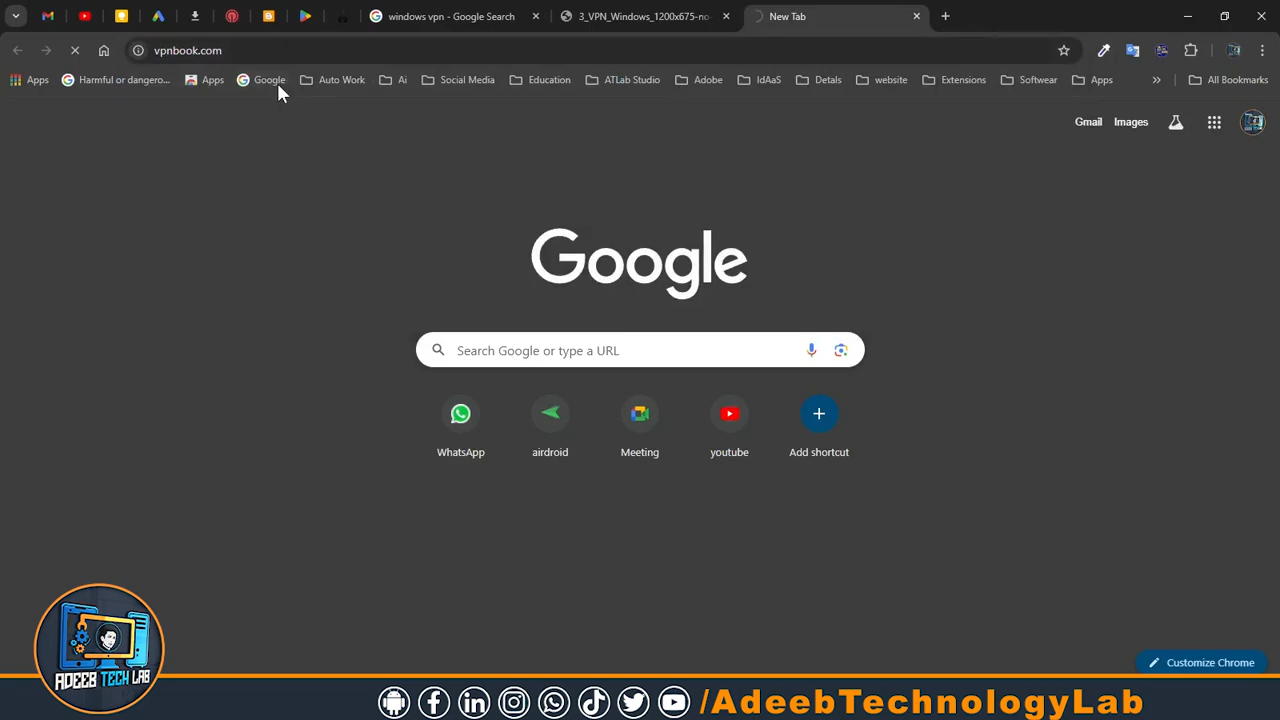 windows vpn - Google Search
3_VPN_Windows_1200x675-no-
New Tab
vpnbook.com
Apps
Harmful or dangero...
Apps
Google
Auto Work
Ai
Social Media
Education
ATLab Studio
Adobe
IdAaS
Detals
website
Extensions
Softwear
Apps
All Bookmarks
Gmail
Images
Google
Search Google or type a URL
WhatsApp
airdroid
Meeting
youtube
Add shortcut
Customize Chrome
ADEEB TECH LAB
/AdeebTechnologyLab